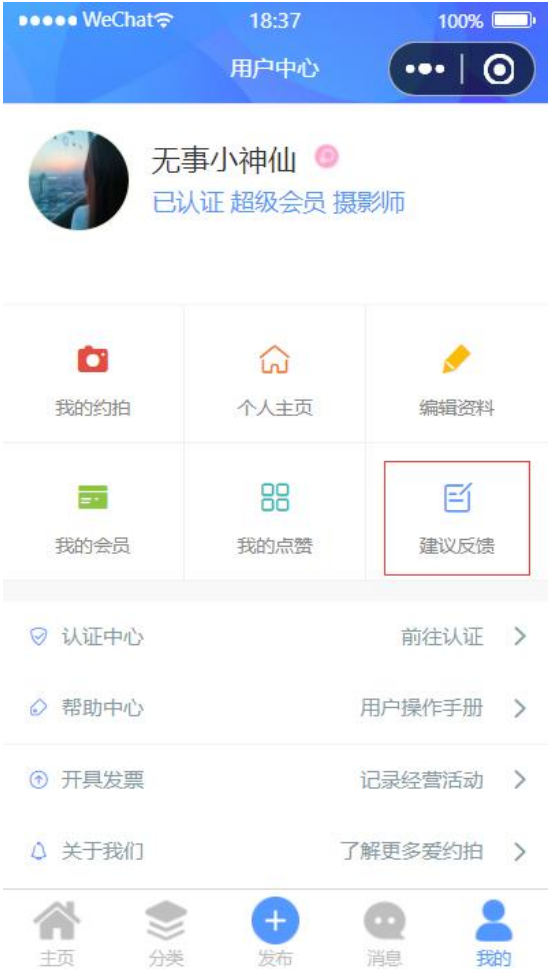 WeChat 18:37 100%
用户中心
无事小神仙
已认证 超级会员 摄影师
我的约拍 个人主页 编辑资料
我的会员 我的点赞 建议反馈
认证中心 前往认证
帮助中心 用户操作手册
开具发票 记录经营活动
关于我们 了解更多爱约拍
主页 分类 发布 消息 我的